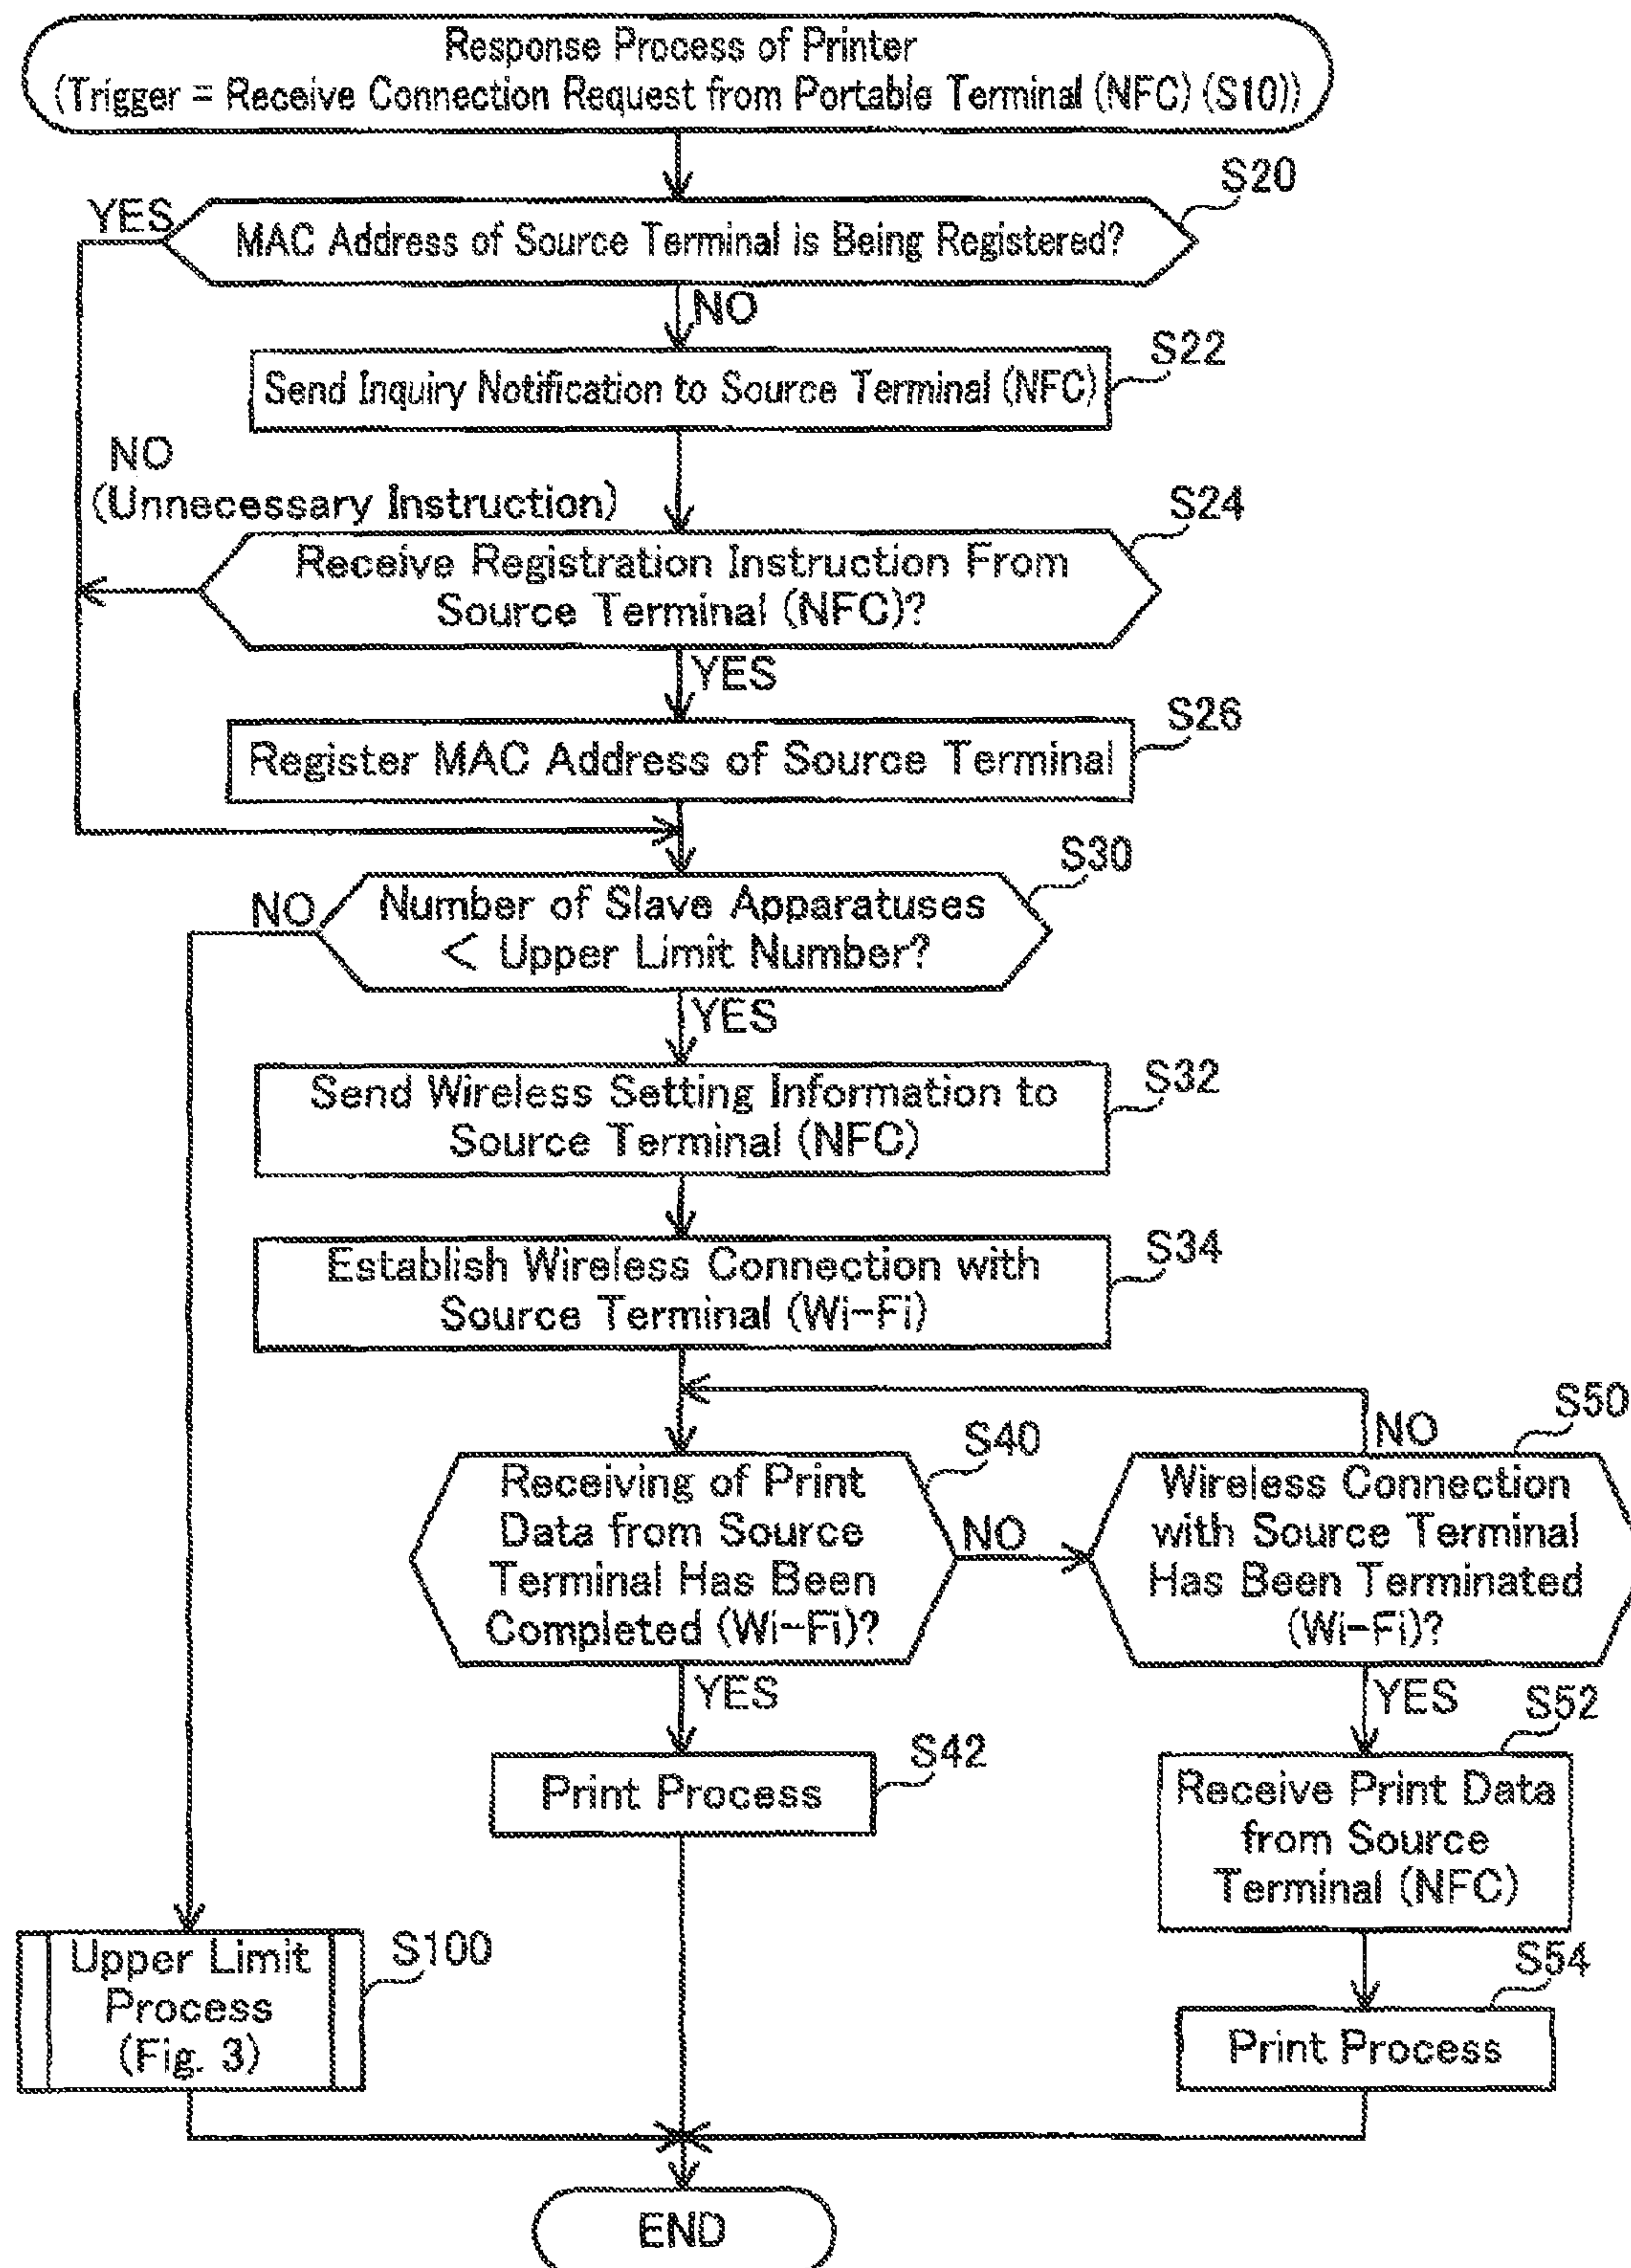 Response Process of Printer
(Trigger = Receive Connection Request from Portable Terminal (NFC) (S10))
S20
YES
MAC Address of Source Terminal is Being Registered?
NO
S22
Send Inquiry Notification to Source Terminal (NFC)
NO
(Unnecessary Instruction)
S24
Receive Registration Instruction From
Source Terminal (NFC)?
YES
S26
Register MAC Address of Source Terminal
S30
NO
Number of Slave Apparatuses
< Upper Limit Number?
YES
S32
Send Wireless Setting Information to
Source Terminal (NFC)
S34
Establish Wireless Connection with
Source Terminal (Wi-Fi)
S40
Receiving of Print
Data from Source
Terminal Has Been
Completed (Wi-Fi)?
NO
S50
NO
Wireless Connection
with Source Terminal
Has Been Terminated
(Wi-Fi)?
YES
S42
Print Process
YES
S52
Receive Print Data
from Source
Terminal (NFC)
S100
Upper Limit
Process
(Fig. 3)
S54
Print Process
END